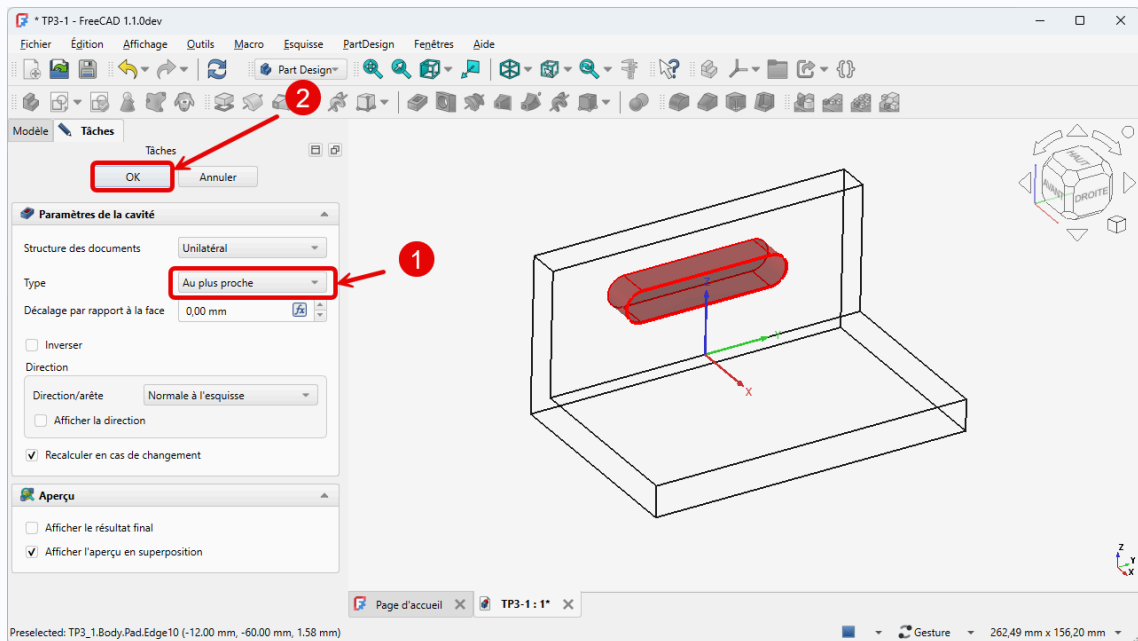 * TP3-1 - FreeCAD 1.1.0dev
Fichier Édition Affichage Outils Macro Esquisse PartDesign Fenêtres Aide
Part Design
2
Modèle Tâches
Tâches
OK Annuler
Paramètres de la cavité
Structure des documents Unilatéral
Type Au plus proche
1
Décalage par rapport à la face 0,00 mm fx
Inverser
Direction
Direction/arête Normale à l'esquisse
Afficher la direction
Recalculer en cas de changement
Aperçu
Afficher le résultat final
Afficher l'aperçu en superposition
HAUT
AVANT DROITE
Z
Y
X
Z
Y
X
Page d'accueil TP3-1 : 1*
Preselected: TP3_1.Body.Pad.Edge10 (-12.00 mm, -60.00 mm, 1.58 mm) Gesture 262,49 mm x 156,20 mm